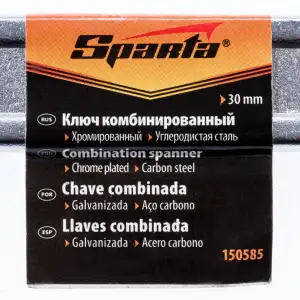 Sparta®
30 mm
RUS Ключ комбинированный
Хромированный Углеродистая сталь
Combination spanner
Chrome plated Carbon steel
POR Chave combinada
Galvanizada Aço carbono
ESP Llaves combinada
Galvanizada Acero carbono
150585